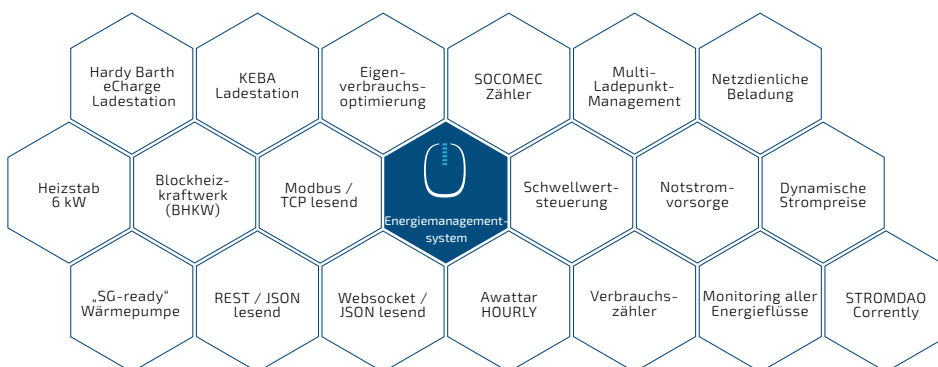 Hardy Barth
eCharge
Ladestation
KEBA
Ladestation
Eigen-
verbrauchs-
optimierung
SOCOMEC
Zähler
Multi-
Ladepunkt-
Management
Netzdienliche
Beladung
Heizstab
6 kW
Blockheiz-
kraftwerk
(BHKW)
Modbus /
TCP lesend
Energiemanagement-
system
Schwellwert-
steuerung
Notstrom-
vorsorge
Dynamische
Strompreise
„SG-ready“
Wärmepumpe
REST / JSON
lesend
Websocket /
JSON lesend
Awattar
HOURLY
Verbrauchs-
zähler
Monitoring aller
Energieflüsse
STROMDAO
Corrently